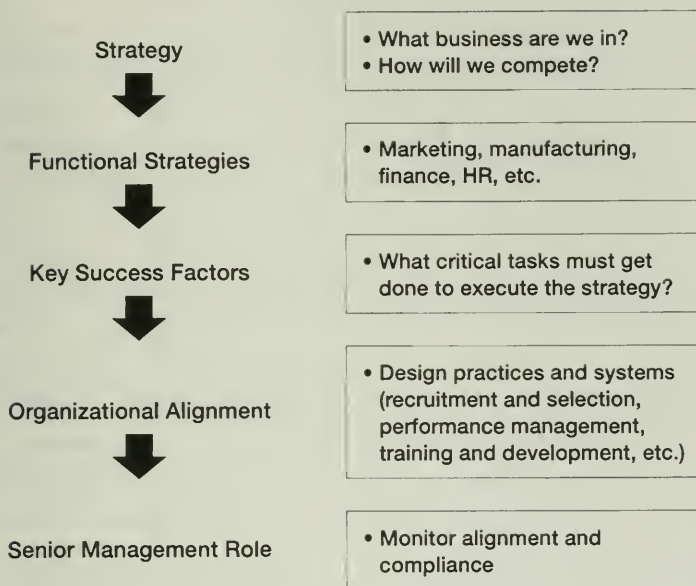 Strategy
• What business are we in?
• How will we compete?
Functional Strategies
• Marketing, manufacturing,
finance, HR, etc.
Key Success Factors
• What critical tasks must get
done to execute the strategy?
Organizational Alignment
• Design practices and systems
(recruitment and selection,
performance management,
training and development, etc.)
Senior Management Role
• Monitor alignment and
compliance